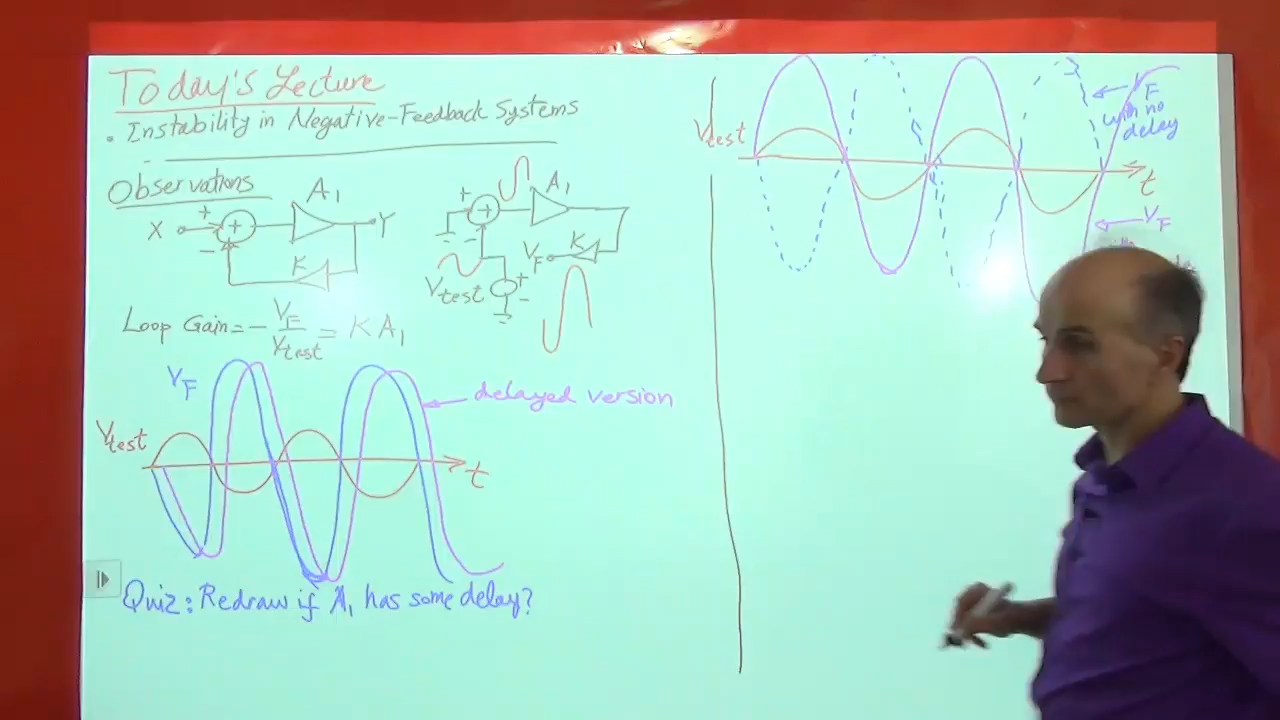 Today's Lecture
• Instability in Negative-Feedback Systems
Observations
X + − + A1 K Y
+ − + A1 K VF
Vtest + −
Loop Gain = − VF / Vtest = K A1
VF
delayed version
Vtest
t
Quiz: Redraw if A1 has some delay?
Vtest
F
with no
delay
t
VF